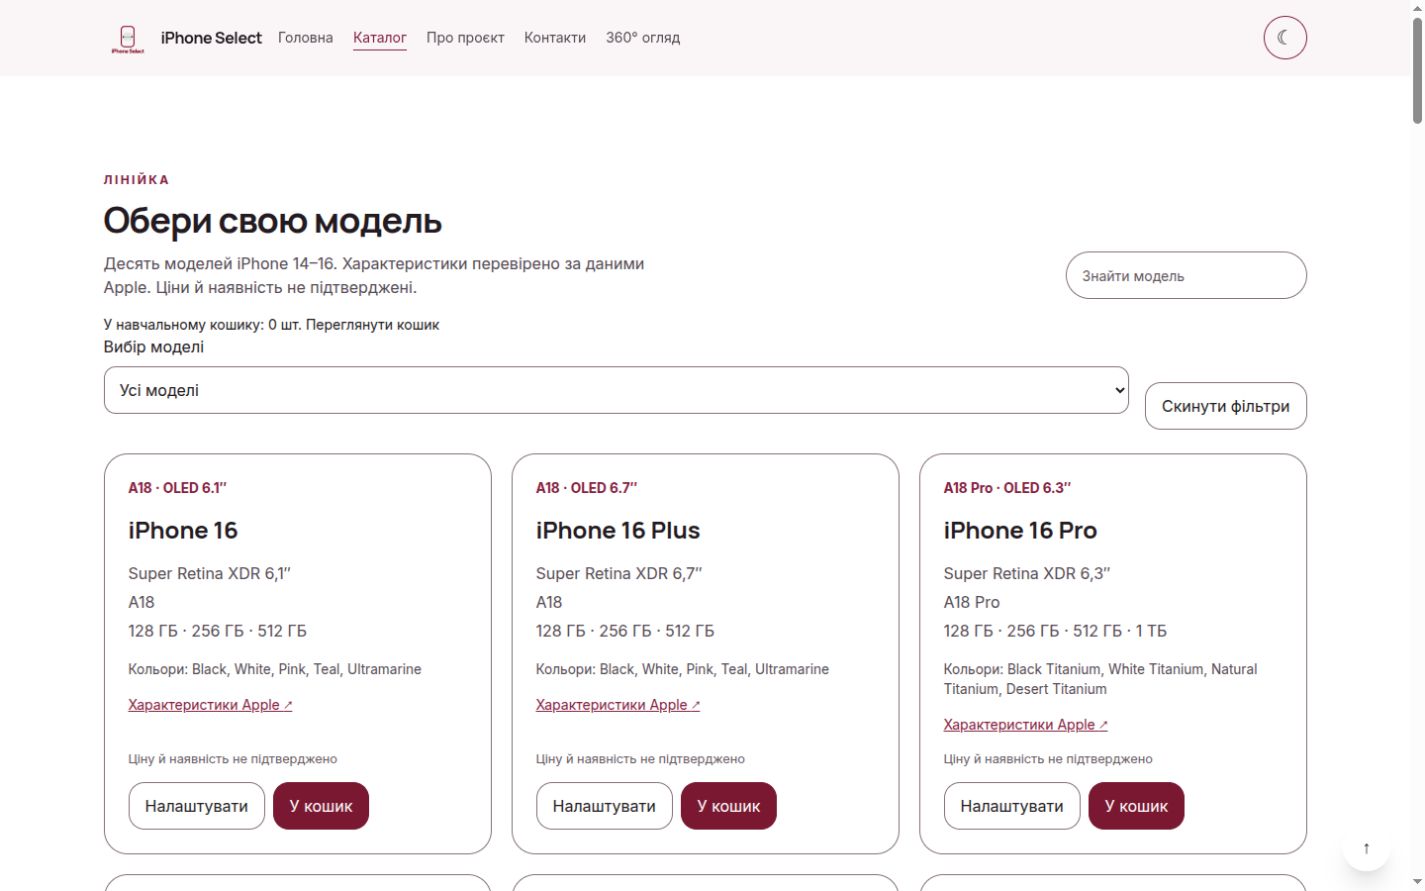 iPhone Select
iPhone Select
Головна
Каталог
Про проєкт
Контакти
360° огляд
☾
ЛІНІЙКА
Обери свою модель
Десять моделей iPhone 14–16. Характеристики перевірено за даними
Apple. Ціни й наявність не підтверджені.
Знайти модель
У навчальному кошику: 0 шт. Переглянути кошик
Вибір моделі
Усі моделі
Скинути фільтри
A18 · OLED 6.1″
iPhone 16
Super Retina XDR 6,1″
A18
128 ГБ · 256 ГБ · 512 ГБ
Кольори: Black, White, Pink, Teal, Ultramarine
Характеристики Apple ↗
Ціну й наявність не підтверджено
Налаштувати
У кошик
A18 · OLED 6.7″
iPhone 16 Plus
Super Retina XDR 6,7″
A18
128 ГБ · 256 ГБ · 512 ГБ
Кольори: Black, White, Pink, Teal, Ultramarine
Характеристики Apple ↗
Ціну й наявність не підтверджено
Налаштувати
У кошик
A18 Pro · OLED 6.3″
iPhone 16 Pro
Super Retina XDR 6,3″
A18 Pro
128 ГБ · 256 ГБ · 512 ГБ · 1 ТБ
Кольори: Black Titanium, White Titanium, Natural
Titanium, Desert Titanium
Характеристики Apple ↗
Ціну й наявність не підтверджено
Налаштувати
У кошик
↑